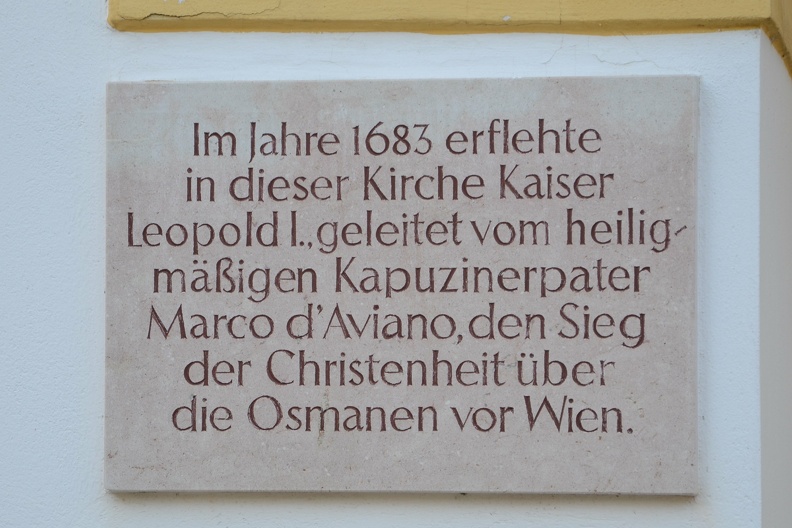 Im Jahre 1683 erflehte
in dieser Kirche Kaiser
Leopold I., geleitet vom heilig-
mäßigen Kapuzinerpater
Marco d'Aviano, den Sieg
der Christenheit über
die Osmanen vor Wien.